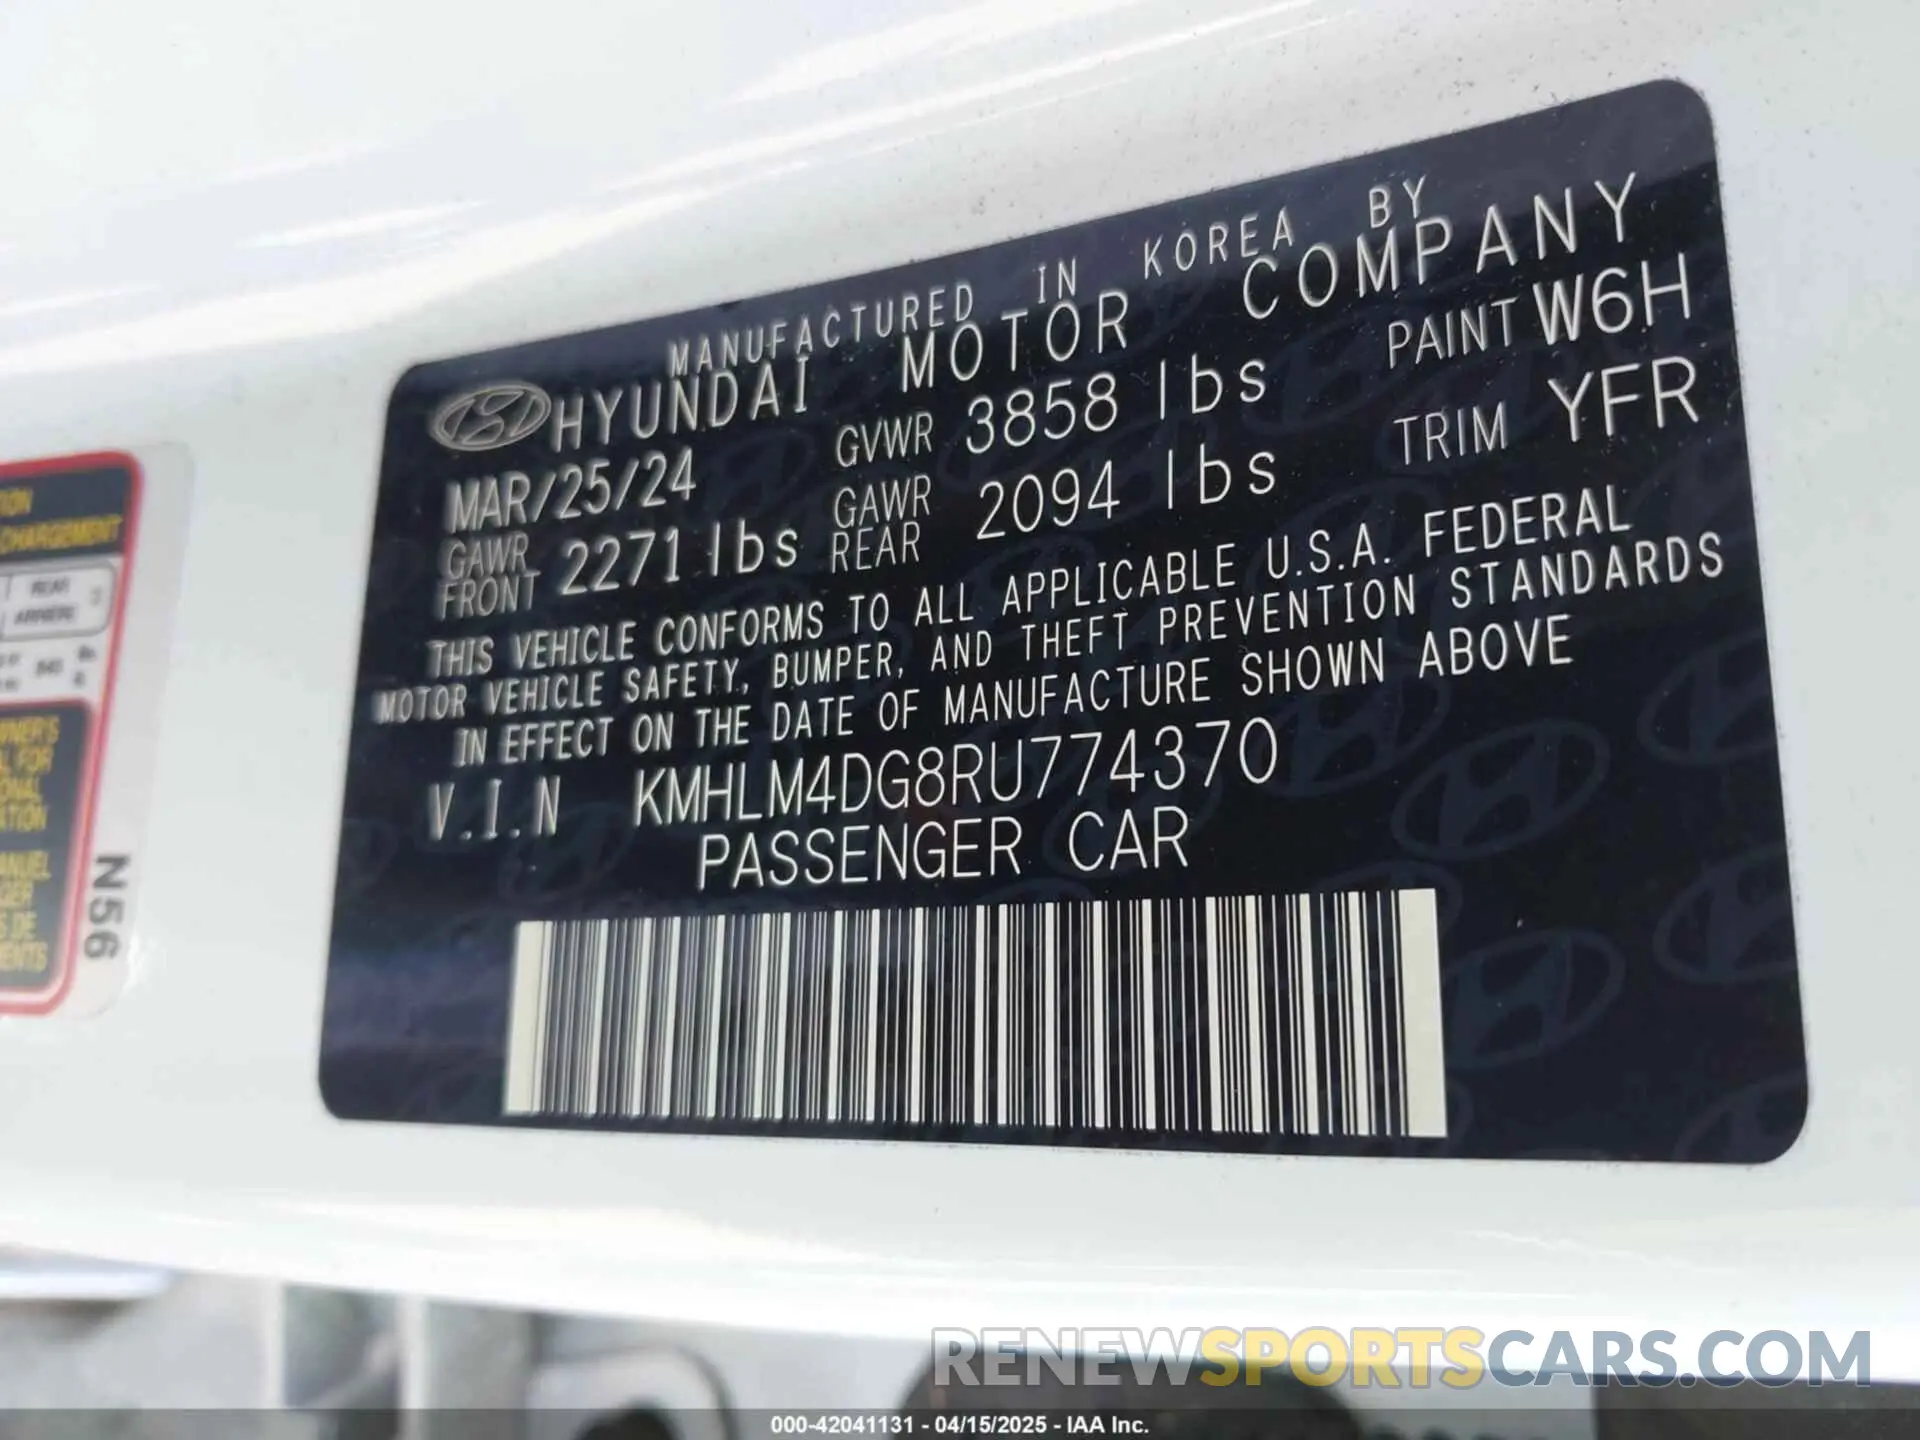 MANUFACTURED IN KOREA BY
HYUNDAI MOTOR COMPANY
MAR/25/24 GVWR 3858 lbs PAINT W6H
GAWR FRONT 2271 lbs GAWR REAR 2094 lbs TRIM YFR
THIS VEHICLE CONFORMS TO ALL APPLICABLE U.S.A. FEDERAL
MOTOR VEHICLE SAFETY, BUMPER, AND THEFT PREVENTION STANDARDS
IN EFFECT ON THE DATE OF MANUFACTURE SHOWN ABOVE
V.I.N KMHLM4DG8RU774370
PASSENGER CAR
CHARGEMENT
REAR
ARRIERE
N56
RENEWSPORTSCARS.COM
000-42041131 - 04/15/2025 - IAA Inc.